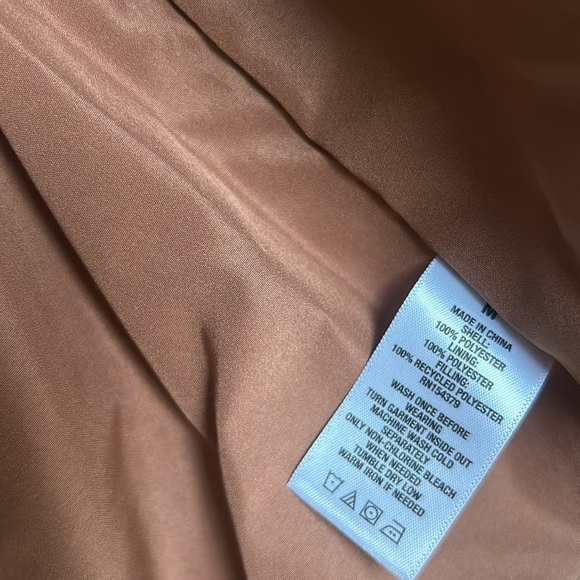 M
MADE IN CHINA
SHELL:
100% POLYESTER
LINING:
100% POLYESTER
FILLING:
100% RECYCLED POLYESTER
RN154379
WASH ONCE BEFORE
WEARING
TURN GARMENT INSIDE OUT
MACHINE WASH COLD
SEPARATELY
ONLY NON-CHLORINE BLEACH
WHEN NEEDED
TUMBLE DRY LOW
WARM IRON IF NEEDED